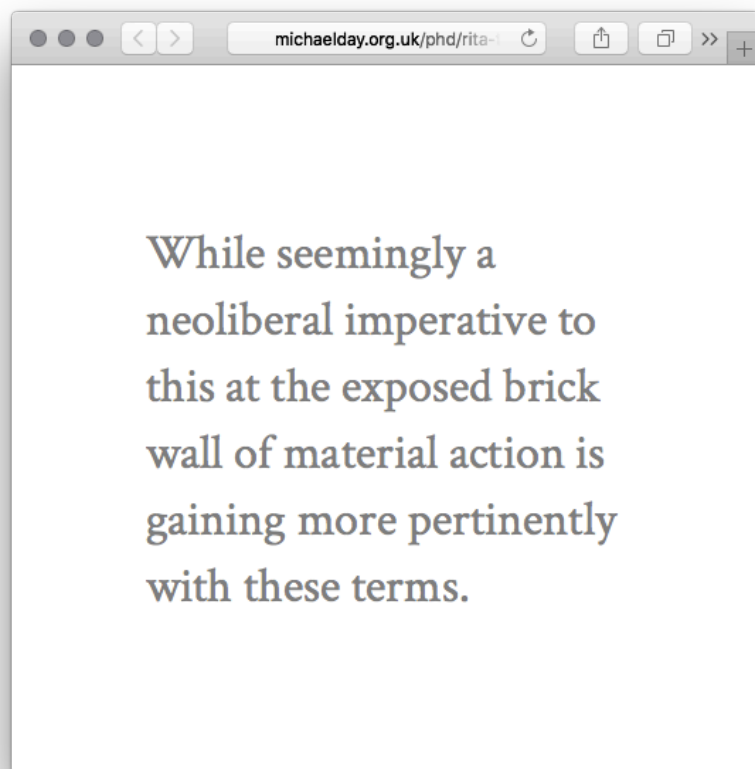 michaelday.org.uk/phd/rita-
While seemingly a
neoliberal imperative to
this at the exposed brick
wall of material action is
gaining more pertinently
with these terms.